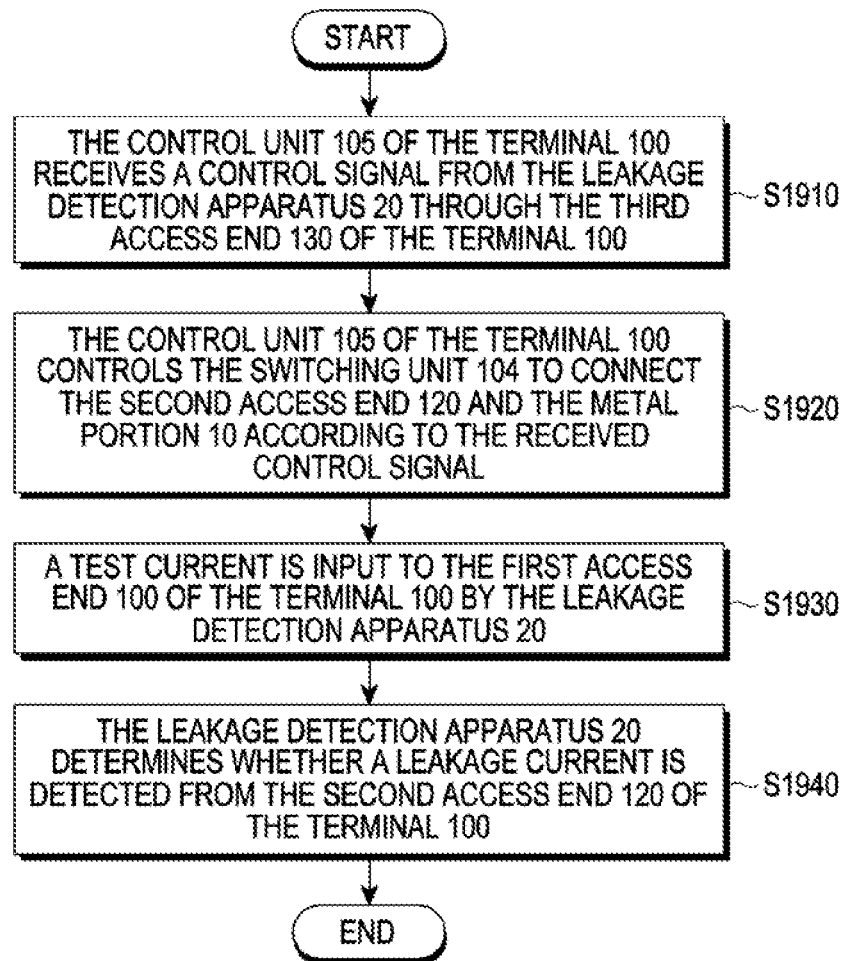 START
THE CONTROL UNIT 105 OF THE TERMINAL 100
RECEIVES A CONTROL SIGNAL FROM THE LEAKAGE
DETECTION APPARATUS 20 THROUGH THE THIRD
ACCESS END 130 OF THE TERMINAL 100
S1910
THE CONTROL UNIT 105 OF THE TERMINAL 100
CONTROLS THE SWITCHING UNIT 104 TO CONNECT
THE SECOND ACCESS END 120 AND THE METAL
PORTION 10 ACCORDING TO THE RECEIVED
CONTROL SIGNAL
S1920
A TEST CURRENT IS INPUT TO THE FIRST ACCESS
END 100 OF THE TERMINAL 100 BY THE LEAKAGE
DETECTION APPARATUS 20
S1930
THE LEAKAGE DETECTION APPARATUS 20
DETERMINES WHETHER A LEAKAGE CURRENT IS
DETECTED FROM THE SECOND ACCESS END 120 OF
THE TERMINAL 100
S1940
END